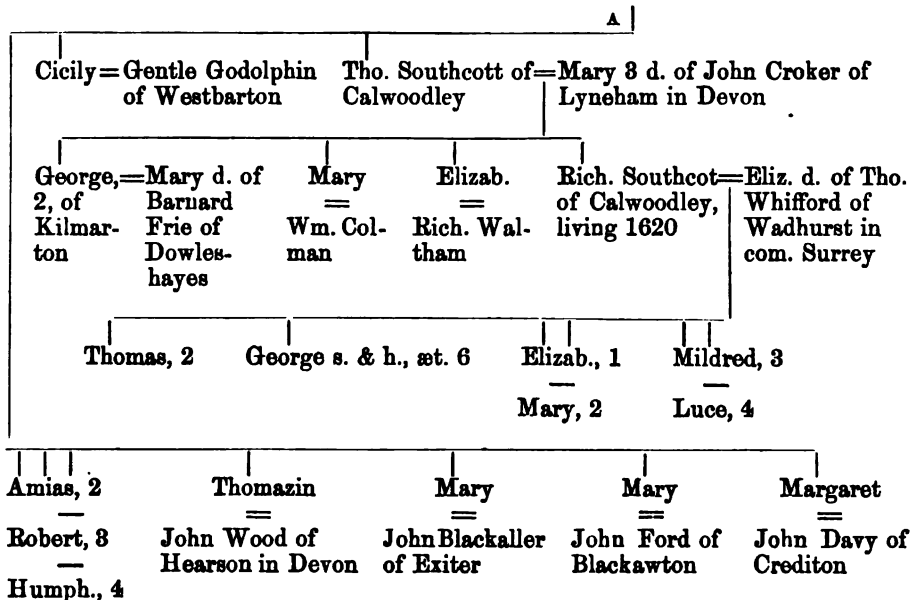 A
Cicily=Gentle Godolphin Tho. Southcott of=Mary 3 d. of John Croker of
of Westbarton Calwoodley Lyneham in Devon
George,=Mary d. of Mary Elizab. Rich. Southcot=Eliz. d. of Tho.
2, of Barnard = = of Calwoodley, Whifford of
Kilmar- Frie of Wm. Col- Rich. Wal- living 1620 Wadhurst in
ton Dowles- man tham com. Surrey
hayes
Thomas, 2 George s. & h., æt. 6 Elizab., 1 Mildred, 3
Mary, 2 Luce, 4
Amias, 2 Thomazin Mary Mary Margaret
= = = =
Robert, 3 John Wood of John Blackaller John Ford of John Davy of
Hearson in Devon of Exiter Blackawton Crediton
Humph., 4